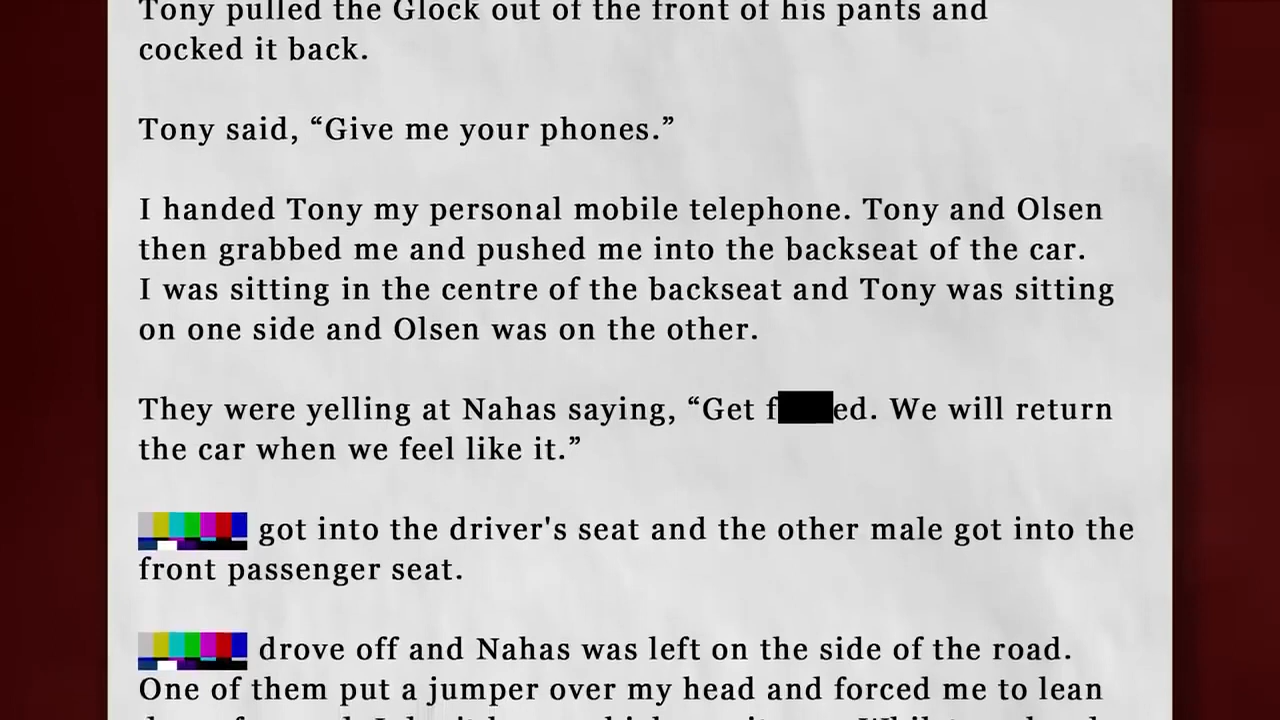 Tony pulled the Glock out of the front of his pants and
cocked it back.
Tony said, “Give me your phones.”
I handed Tony my personal mobile telephone. Tony and Olsen
then grabbed me and pushed me into the backseat of the car.
I was sitting in the centre of the backseat and Tony was sitting
on one side and Olsen was on the other.
They were yelling at Nahas saying, “Get f ed. We will return
the car when we feel like it.”
got into the driver's seat and the other male got into the
front passenger seat.
drove off and Nahas was left on the side of the road.
One of them put a jumper over my head and forced me to lean